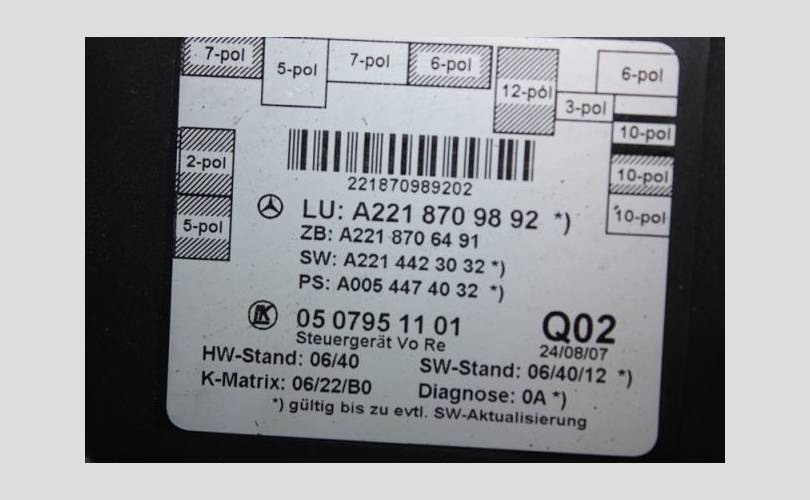 7-pol
5-pol
7-pol
6-pol
12-pol
3-pol
6-pol
10-pol
10-pol
10-pol
2-pol
5-pol
221870989202
LU: A221 870 98 92 *)
ZB: A221 870 64 91
SW: A221 442 30 32 *)
PS: A005 447 40 32 *)
05 0795 11 01
Q02
Steuergerät Vo Re
24/08/07
HW-Stand: 06/40
SW-Stand: 06/40/12 *)
K-Matrix: 06/22/B0
Diagnose: 0A *)
*) gültig bis zu evtl. SW-Aktualisierung